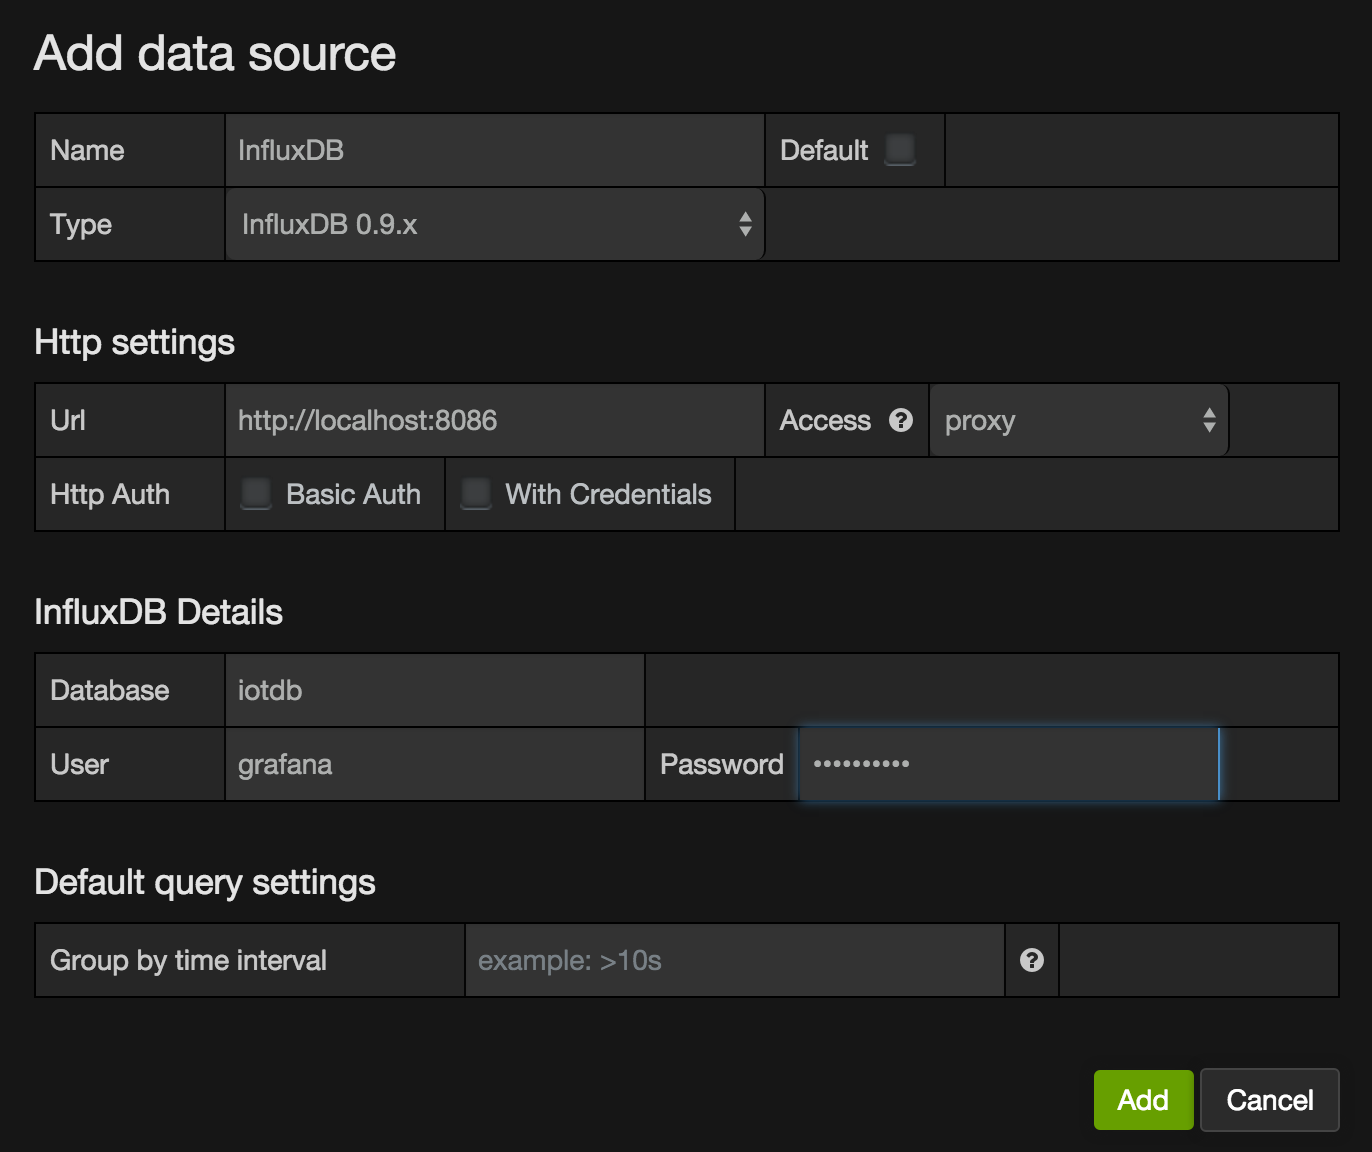 Add data source
Name InfluxDB Default
Type InfluxDB 0.9.x
Http settings
Url http://localhost:8086 Access ? proxy
Http Auth Basic Auth With Credentials
InfluxDB Details
Database iotdb
User grafana Password ••••••••••
Default query settings
Group by time interval example: >10s ?
Add Cancel